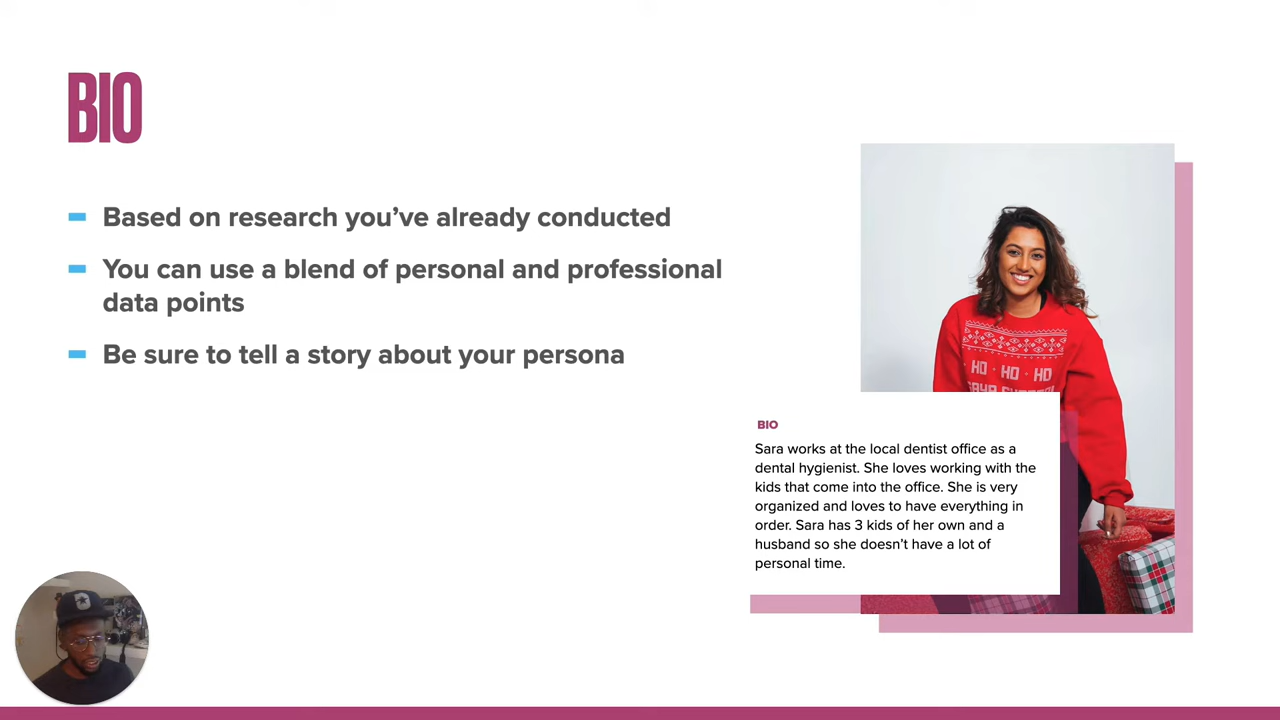 BIO
Based on research you’ve already conducted
You can use a blend of personal and professional
data points
Be sure to tell a story about your persona
HO · HO · HO
BIO
Sara works at the local dentist office as a
dental hygienist. She loves working with the
kids that come into the office. She is very
organized and loves to have everything in
order. Sara has 3 kids of her own and a
husband so she doesn’t have a lot of
personal time.